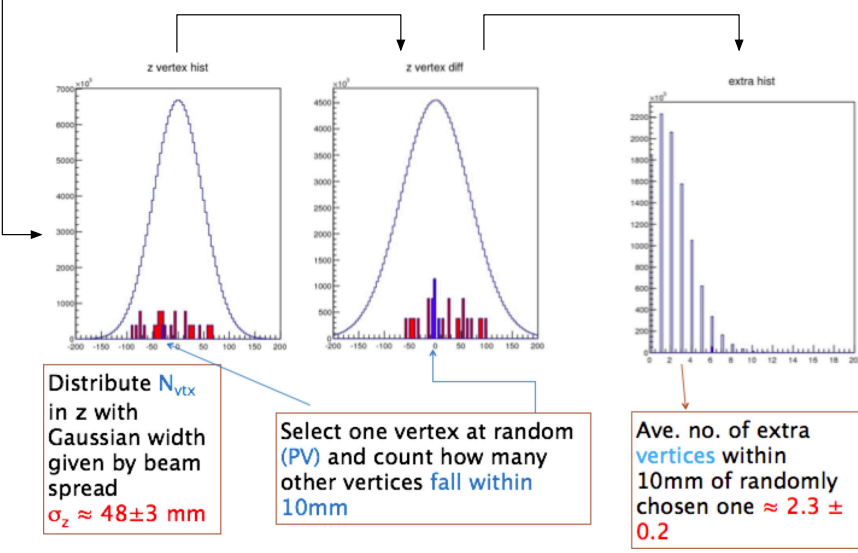 z vertex hist
×10³
7000
6000
5000
4000
3000
2000
1000
0
-200 -150 -100 -50 0 50 100 150 200
z vertex diff
×10³
4500
4000
3500
3000
2500
2000
1500
1000
500
0
-200 -150 -100 -50 0 50 100 150 200
extra hist
×10³
2200
2000
1800
1600
1400
1200
1000
800
600
400
200
0
0 2 4 6 8 10 12 14 16 18 20
Distribute Nvtx
in z with
Gaussian width
given by beam
spread
σz ≈ 48±3 mm
Select one vertex at random
(PV) and count how many
other vertices fall within
10mm
Ave. no. of extra
vertices within
10mm of randomly
chosen one ≈ 2.3 ±
0.2